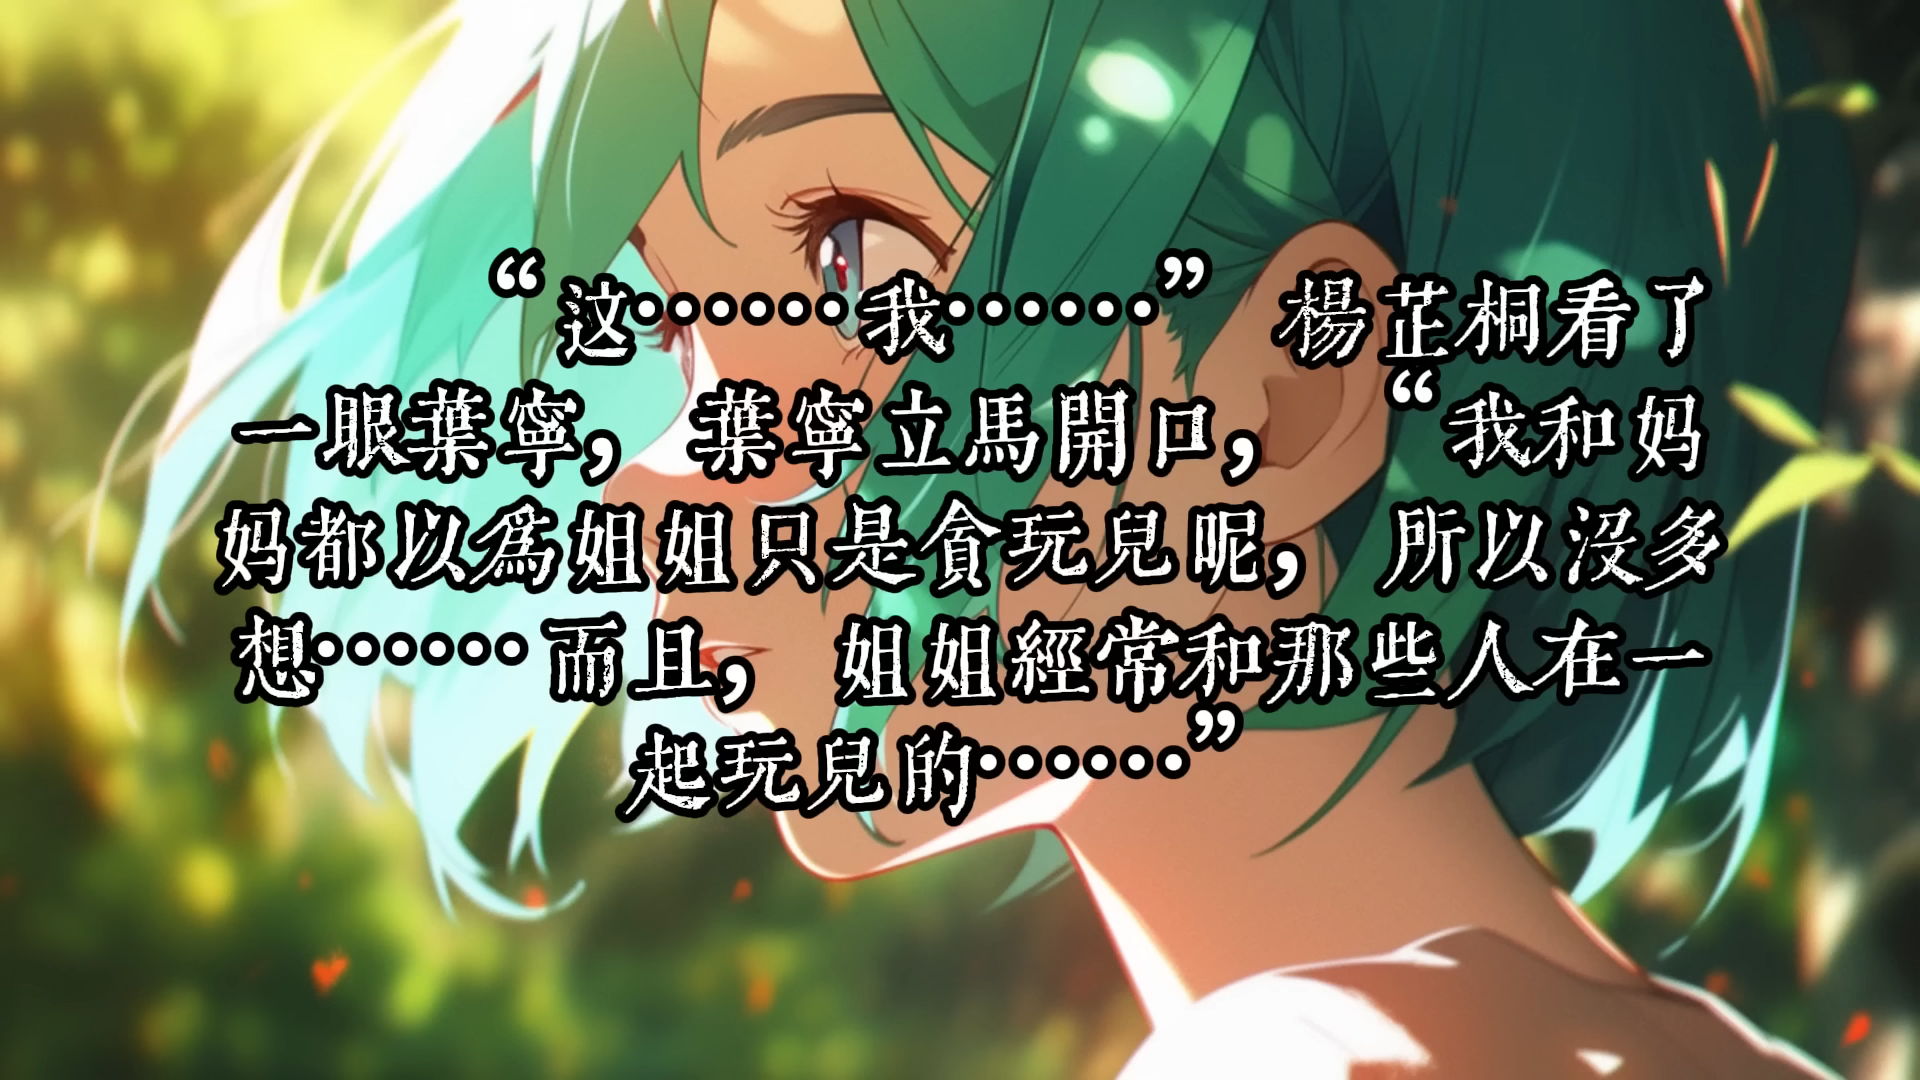 “这……我……” 楊芷桐看了
一眼葉寧， 葉寧立馬開口， “我和妈
妈都以爲姐姐只是貪玩兒呢， 所以没多
想……而且， 姐姐經常和那些人在一
起玩兒的……”